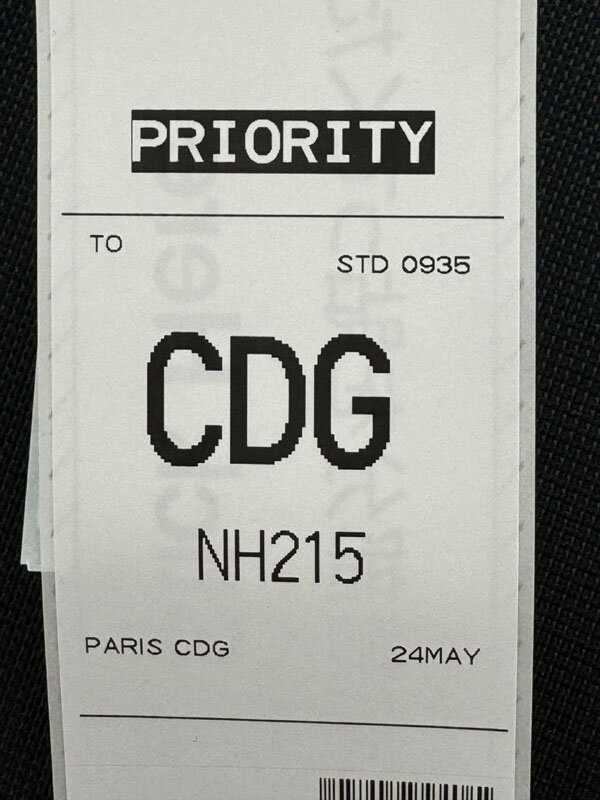 PRIORITY
TO
STD 0935
CDG
NH215
PARIS CDG
24MAY